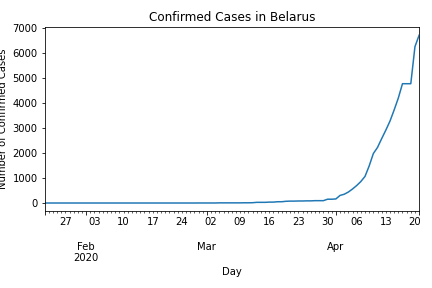 Confirmed Cases in Belarus
Number of Confirmed Cases
7000
6000
5000
4000
3000
2000
1000
0
27 03 10 17 24 02 09 16 23 30 06 13 20
Feb Mar Apr
2020
Day